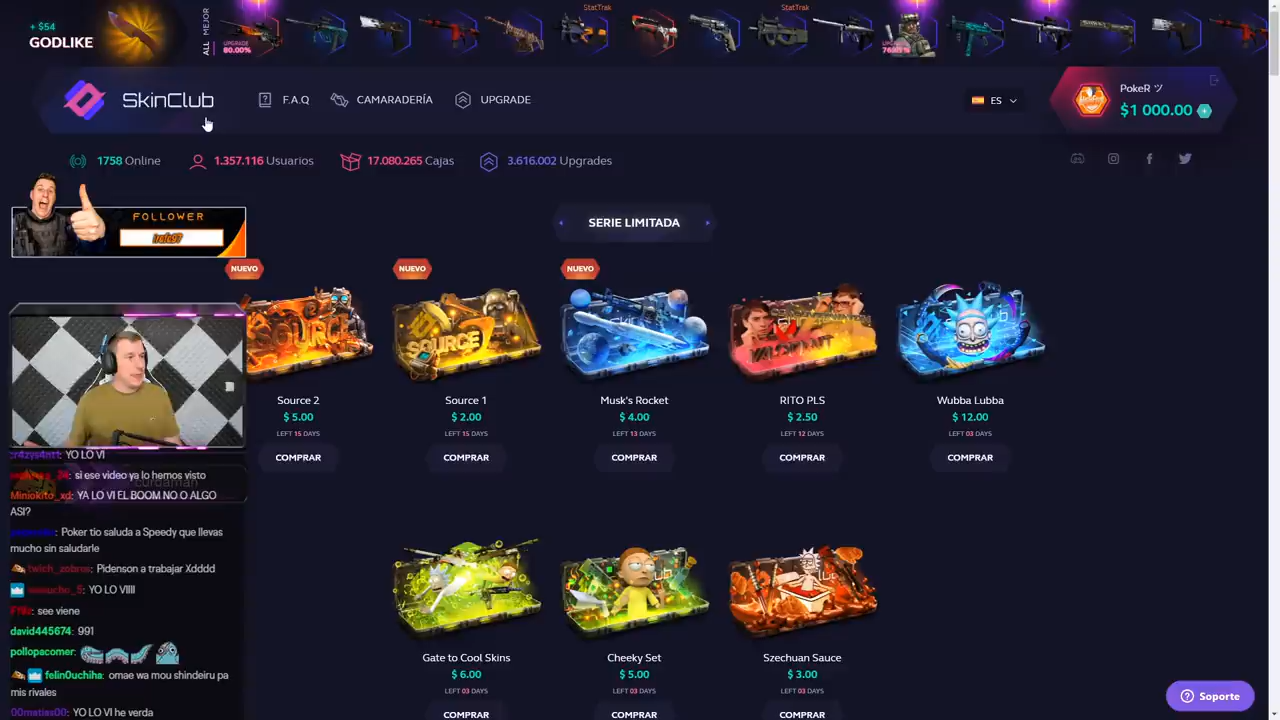 + $54
GODLIKE
ALL
MEJOR
UPGRADE
80.00%
StatTrak
StatTrak
UPGRADE
SkinClub
F.A.Q
CAMARADERÍA
UPGRADE
ES
PokeR ツ
$1 000.00
1758 Online
1.357.116 Usuarios
17.080.265 Cajas
3.616.002 Upgrades
FOLLOWER
SERIE LIMITADA
NUEVO
NUEVO
NUEVO
SOURCE
SOURCE
Source 2
Source 1
Musk's Rocket
RITO PLS
Wubba Lubba
$ 5.00
$ 2.00
$ 4.00
$ 2.50
$ 12.00
LEFT 15 DAYS
LEFT 15 DAYS
LEFT 13 DAYS
LEFT 12 DAYS
LEFT 03 DAYS
COMPRAR
COMPRAR
COMPRAR
COMPRAR
COMPRAR
YO LO VI
si ese video ya lo hemos visto
Miniokito_xd: YA LO VI EL BOOM NO O ALGO
ASI?
Poker tio saluda a Speedy que llevas
mucho sin saludarle
Pidenson a trabajar Xdddd
YO LO VIIII
see viene
david445674: 991
pollopacomer:
felin0uchiha: omae wa mou shindeiru pa
mis rivales
00matias00: YO LO VI he verda
Gate to Cool Skins
Cheeky Set
Szechuan Sauce
$ 6.00
$ 5.00
$ 3.00
LEFT 03 DAYS
LEFT 03 DAYS
LEFT 03 DAYS
COMPRAR
COMPRAR
COMPRAR
Soporte